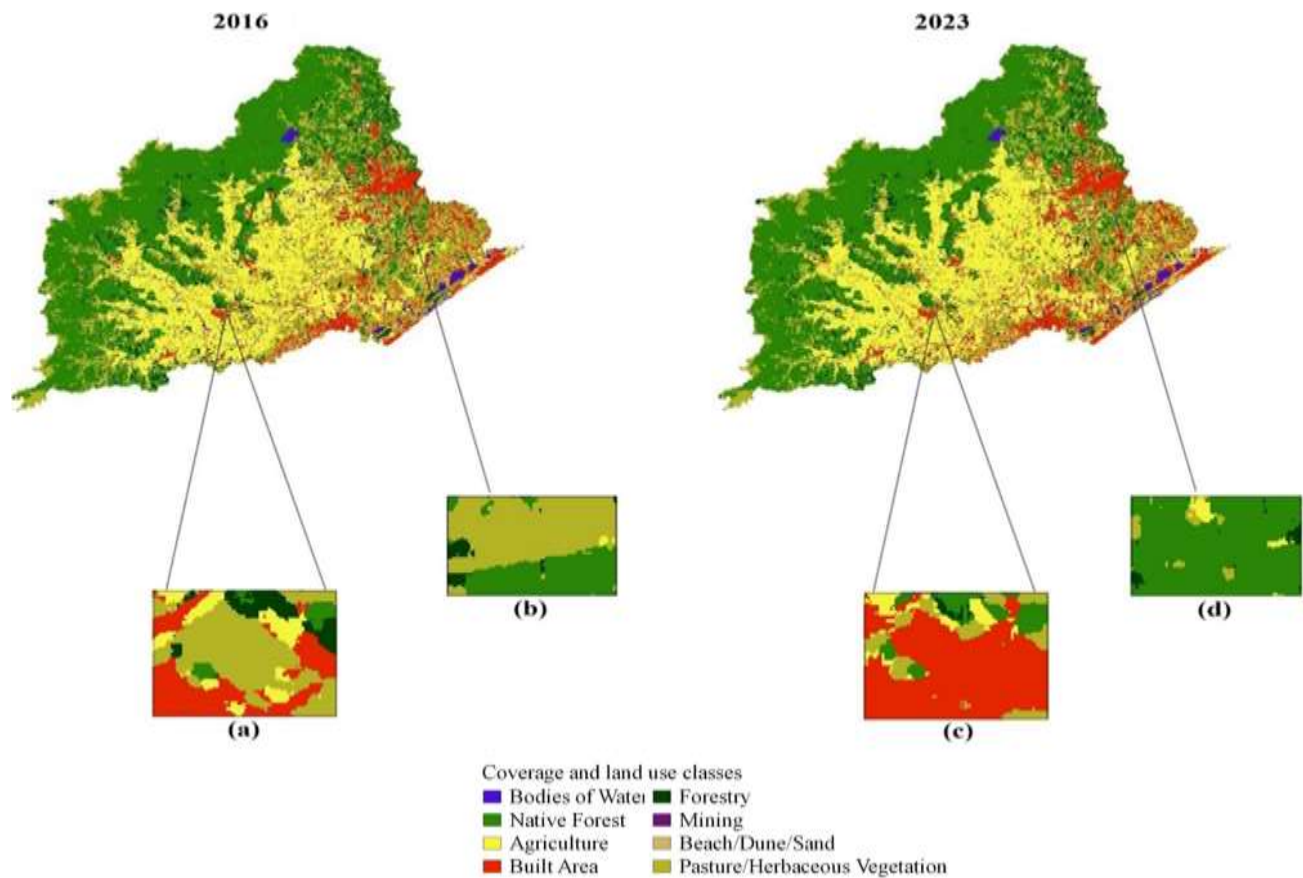 2016 2023
(b) (d)
(a) (c)
Coverage and land use classes
Bodies of Water Forestry
Native Forest Mining
Agriculture Beach/Dune/Sand
Built Area Pasture/Herbaceous Vegetation